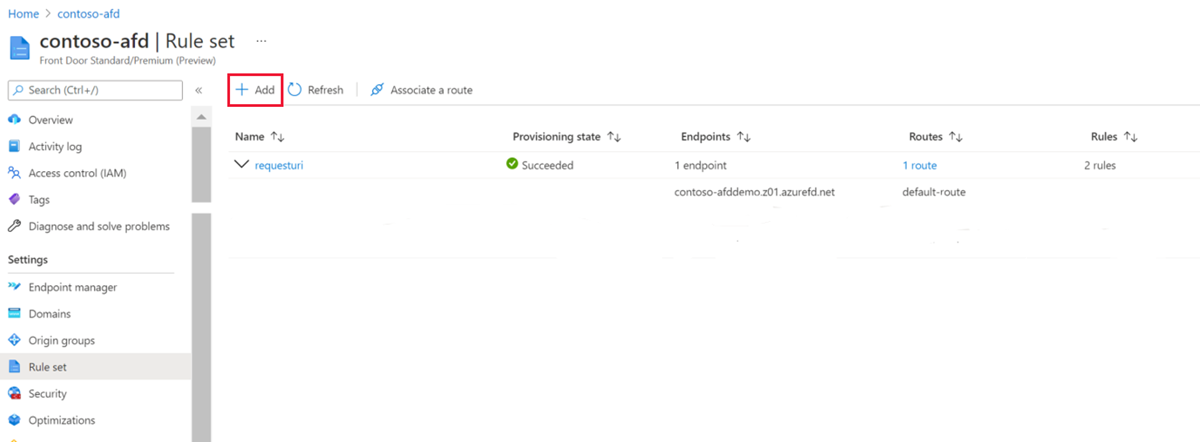 Home > contoso-afd
contoso-afd | Rule set ...
Front Door Standard/Premium (Preview)
Search (Ctrl+/) «
+ Add Refresh Associate a route
Overview
Activity log
Access control (IAM)
Tags
Diagnose and solve problems
Settings
Endpoint manager
Domains
Origin groups
Rule set
Security
Optimizations
Name ↑↓ Provisioning state ↑↓ Endpoints ↑↓ Routes ↑↓ Rules ↑↓
requesturi Succeeded 1 endpoint 1 route 2 rules
contoso-afddemo.z01.azurefd.net default-route